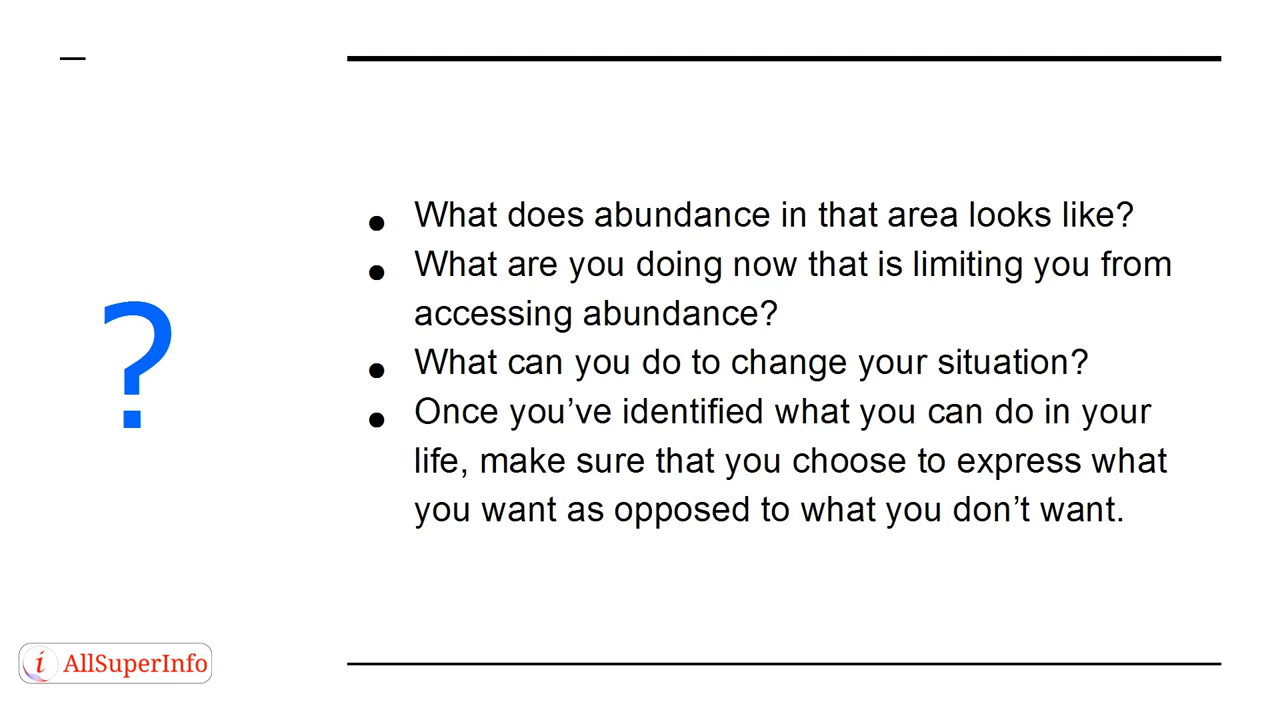 ?
• What does abundance in that area looks like?
• What are you doing now that is limiting you from
accessing abundance?
• What can you do to change your situation?
• Once you’ve identified what you can do in your
life, make sure that you choose to express what
you want as opposed to what you don’t want.
i AllSuperInfo